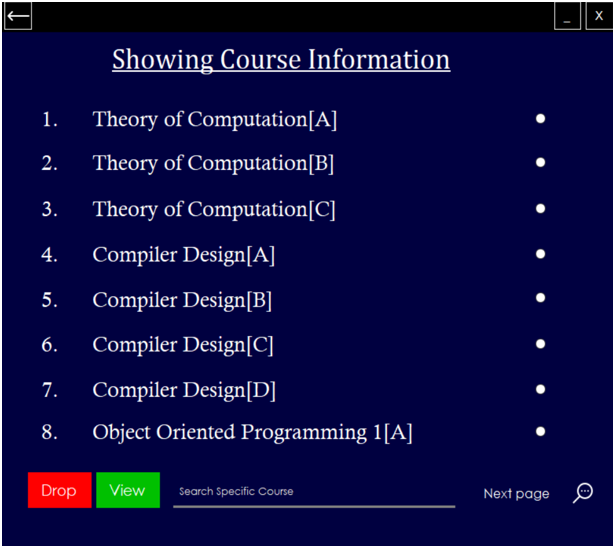 ← _ X
Showing Course Information
1. Theory of Computation[A]
2. Theory of Computation[B]
3. Theory of Computation[C]
4. Compiler Design[A]
5. Compiler Design[B]
6. Compiler Design[C]
7. Compiler Design[D]
8. Object Oriented Programming 1[A]
Drop View Search Specific Course Next page